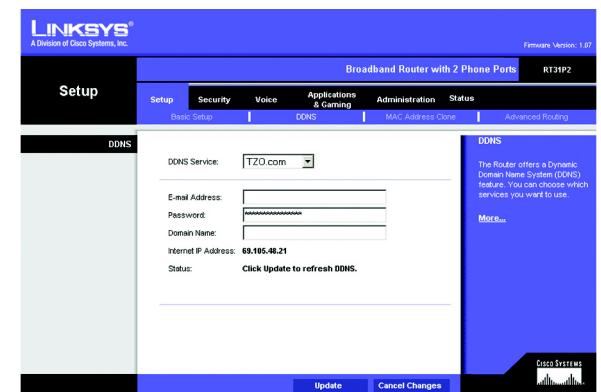 LINKSYS®
A Division of Cisco Systems, Inc.
Firmware Version: 1.07
Broadband Router with 2 Phone Ports RT31P2
Setup
Setup Security Voice Applications & Gaming Administration Status
Basic Setup DDNS MAC Address Clone Advanced Routing
DDNS
DDNS Service: TZO.com
E-mail Address:
Password: ****************
Domain Name:
Internet IP Address: 69.105.48.21
Status: Click Update to refresh DDNS.
DDNS
The Router offers a Dynamic
Domain Name System (DDNS)
feature. You can choose which
services you want to use.
More...
Update Cancel Changes
CISCO SYSTEMS